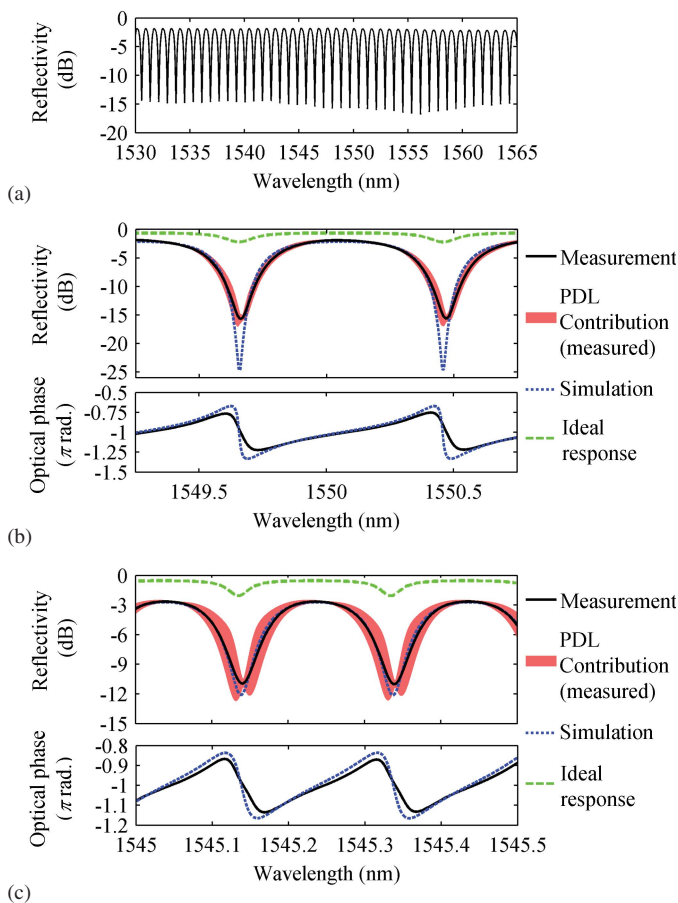 0
-5
-10
-15
-20
Reflectivity
(dB)
1530 1535 1540 1545 1550 1555 1560 1565
Wavelength (nm)
(a)
0
-5
-10
-15
-20
-25
Reflectivity
(dB)
Measurement
PDL
Contribution
(measured)
Simulation
Ideal
response
-0.5
-0.75
-1
-1.25
-1.5
Optical phase
(π rad.)
1549.5 1550 1550.5
Wavelength (nm)
(b)
0
-3
-6
-9
-12
-15
Reflectivity
(dB)
Measurement
PDL
Contribution
(measured)
Simulation
Ideal
response
-0.8
-0.9
-1
-1.1
-1.2
Optical phase
(π rad.)
1545 1545.1 1545.2 1545.3 1545.4 1545.5
Wavelength (nm)
(c)